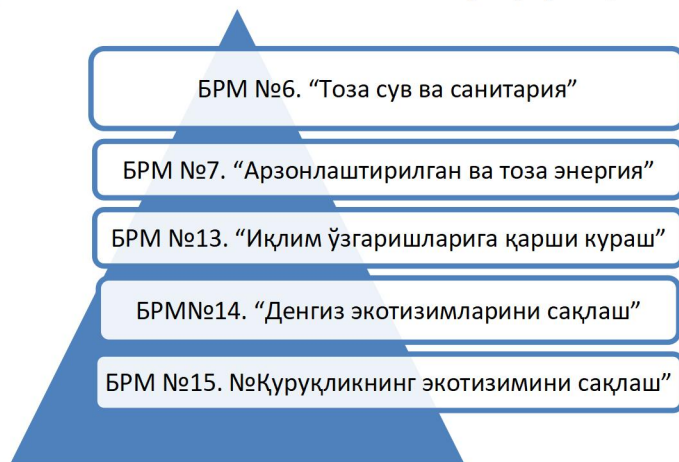 БРМ №6. “Тоза сув ва санитария”
БРМ №7. “Арзонлаштирилган ва тоза энергия”
БРМ №13. “Иқлим ўзгаришларига қарши кураш”
БРМ№14. “Денгиз экотизимларини сақлаш”
БРМ №15. №Қуруқликнинг экотизимини сақлаш”